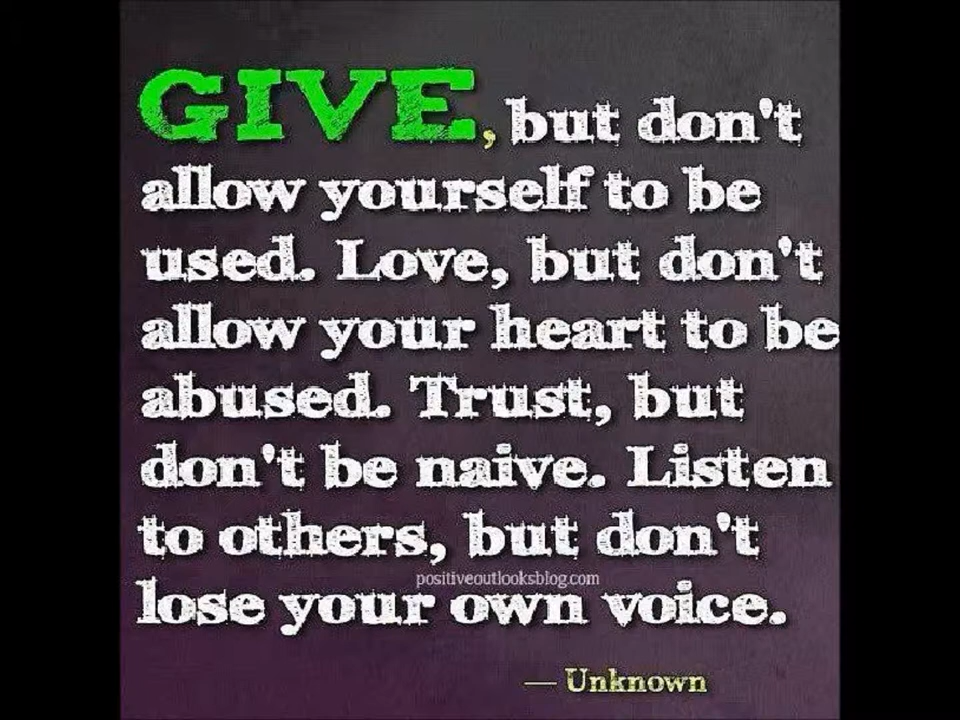 GIVE, but don't
allow yourself to be
used. Love, but don't
allow your heart to be
abused. Trust, but
don't be naive. Listen
to others, but don't
positiveoutlooksblog.com
lose your own voice.
— Unknown